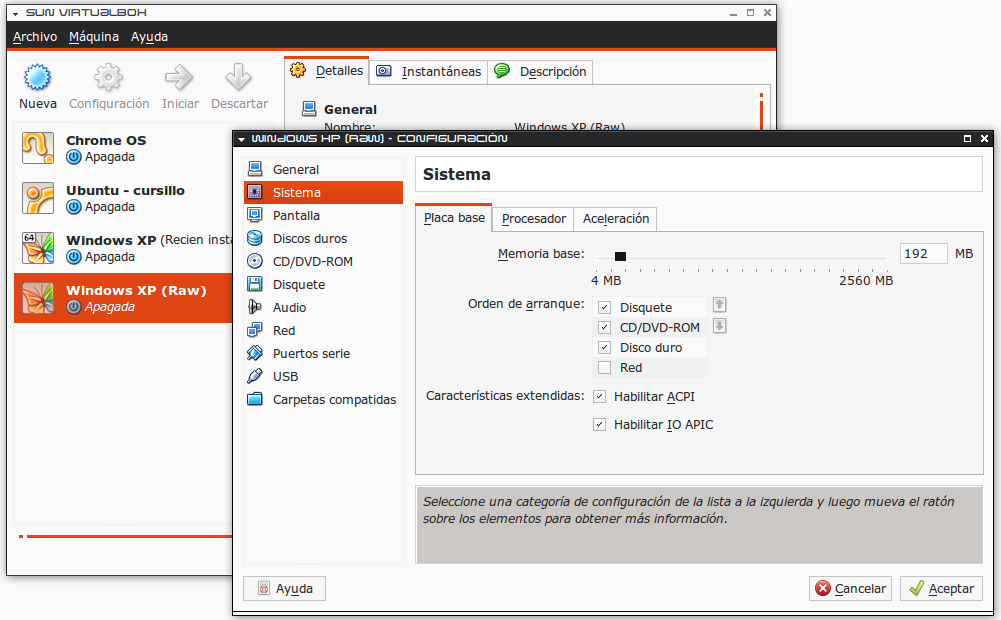 SUN VIRTUALBOX
Archivo Máquina Ayuda
Nueva Configuración Iniciar Descartar
Detalles Instantáneas Descripción
General
Nombre: Windows XP (Raw)
Chrome OS
Apagada
Ubuntu - cursillo
Apagada
64
Windows XP (Recien insta
Apagada
Windows XP (Raw)
Apagada
WINDOWS XP (RAW) - CONFIGURACIÓN
General
Sistema
Pantalla
Discos duros
CD/DVD-ROM
Disquete
Audio
Red
Puertos serie
USB
Carpetas compatidas
Sistema
Placa base Procesador Aceleración
Memoria base: 192 MB
4 MB 2560 MB
Orden de arranque:
Disquete
CD/DVD-ROM
Disco duro
Red
Características extendidas:
Habilitar ACPI
Habilitar IO APIC
Seleccione una categoría de configuración de la lista a la izquierda y luego mueva el ratón
sobre los elementos para obtener más información.
Ayuda Cancelar Aceptar